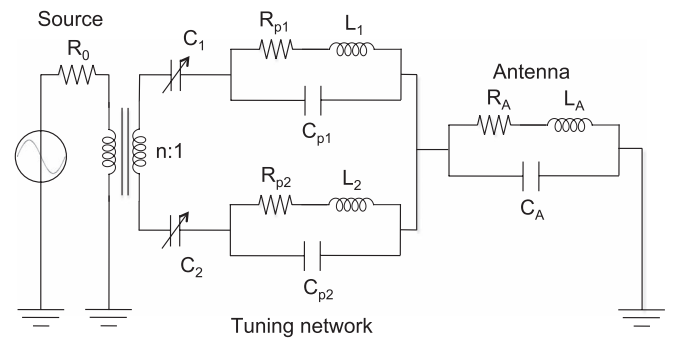 Source
R0
C1
Rp1
L1
Cp1
Antenna
RA
LA
CA
n:1
Rp2
L2
C2
Cp2
Tuning network